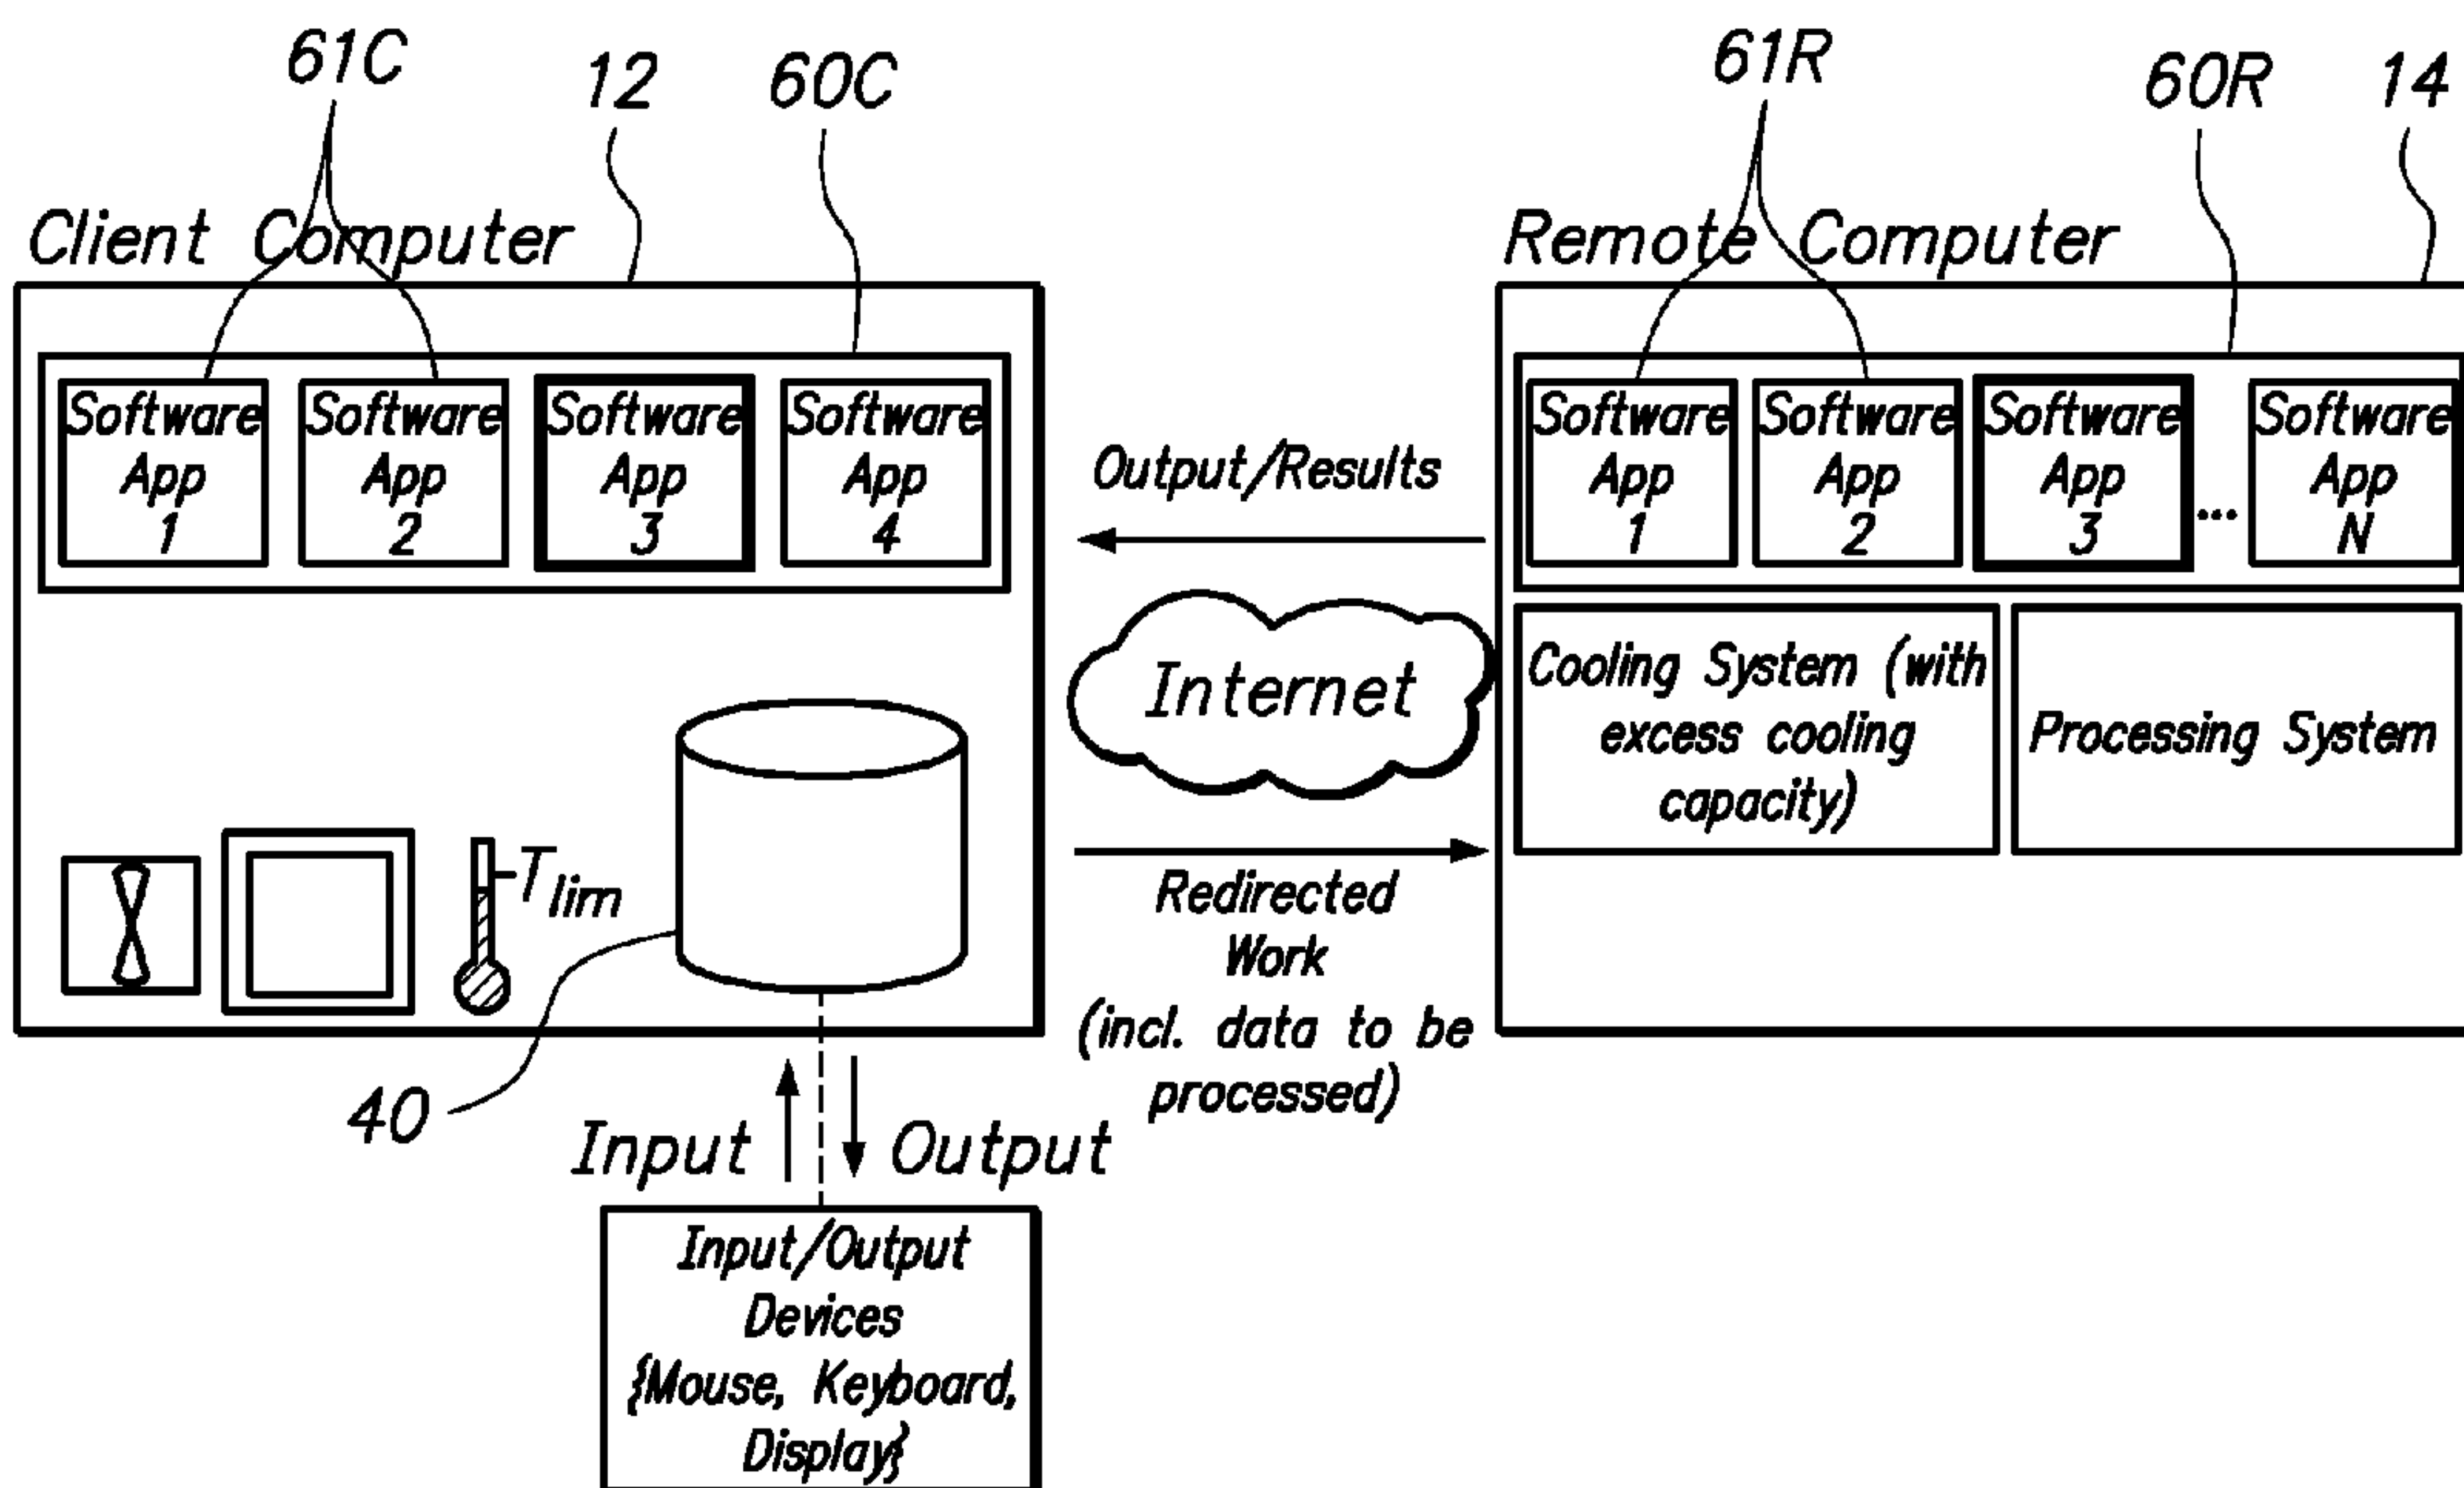 61C
12
60C
61R
60R
14
Client Computer
Remote Computer
Software
App
1
Software
App
2
Software
App
3
Software
App
4
Output/Results
Software
App
1
Software
App
2
Software
App
3
...
Software
App
N
Internet
Cooling System (with
excess cooling
capacity)
Processing System
Tlim
Redirected
Work
(incl. data to be
processed)
40
Input
Output
Input/Output
Devices
{Mouse, Keyboard,
Display}